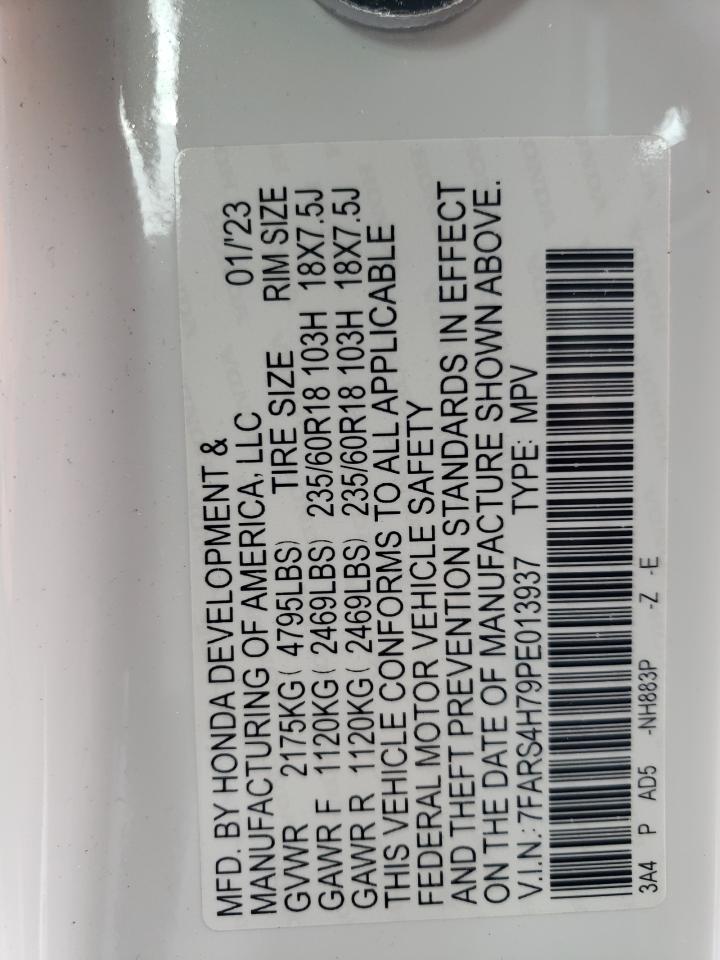 MFD. BY HONDA DEVELOPMENT &
MANUFACTURING OF AMERICA, LLC 01/'23
GVWR 2175KG( 4795LBS) TIRE SIZE RIM SIZE
GAWR F 1120KG( 2469LBS) 235/60R18 103H 18X7.5J
GAWR R 1120KG( 2469LBS) 235/60R18 103H 18X7.5J
THIS VEHICLE CONFORMS TO ALL APPLICABLE
FEDERAL MOTOR VEHICLE SAFETY
AND THEFT PREVENTION STANDARDS IN EFFECT
ON THE DATE OF MANUFACTURE SHOWN ABOVE.
V.I.N.:7FARS4H79PE013937 TYPE: MPV
3A4 P AD5 -NH883P -Z -E